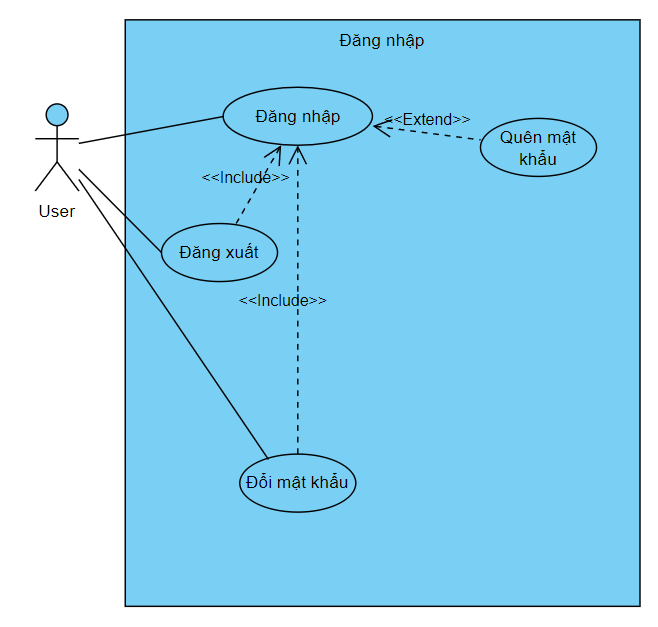 Đăng nhập
Đăng nhập
<<Extend>>
Quên mật
khẩu
<<Include>>
User
Đăng xuất
<<Include>>
Đổi mật khẩu